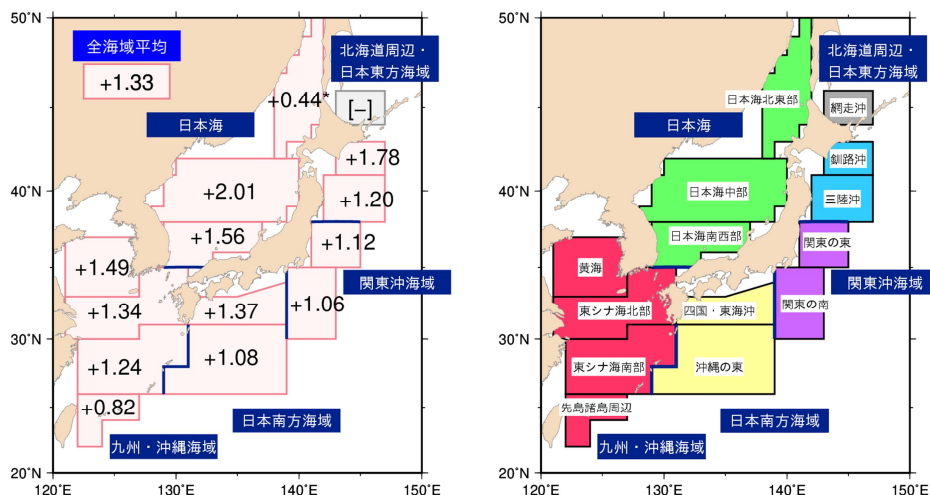 50°N
40°N
30°N
20°N
120°E
130°E
140°E
150°E
全海域平均
+1.33
北海道周辺・
日本東方海域
+0.44*
[−]
日本海
+1.78
+2.01
+1.20
+1.56
+1.12
+1.49
関東沖海域
+1.34
+1.37
+1.06
+1.24
+1.08
+0.82
日本南方海域
九州・沖縄海域
50°N
40°N
30°N
20°N
120°E
130°E
140°E
150°E
北海道周辺・
日本東方海域
日本海北東部
網走沖
日本海
釧路沖
日本海中部
三陸沖
日本海南西部
関東の東
黄海
関東沖海域
東シナ海北部
四国・東海沖
関東の南
東シナ海南部
沖縄の東
先島諸島周辺
日本南方海域
九州・沖縄海域